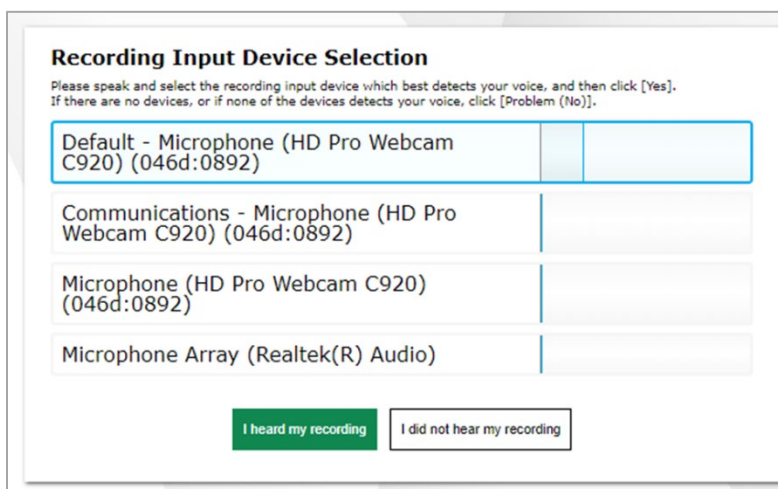 Recording Input Device Selection
Please speak and select the recording input device which best detects your voice, and then click [Yes].
If there are no devices, or if none of the devices detects your voice, click [Problem (No)].
Default - Microphone (HD Pro Webcam
C920) (046d:0892)
Communications - Microphone (HD Pro
Webcam C920) (046d:0892)
Microphone (HD Pro Webcam C920)
(046d:0892)
Microphone Array (Realtek(R) Audio)
I heard my recording
I did not hear my recording